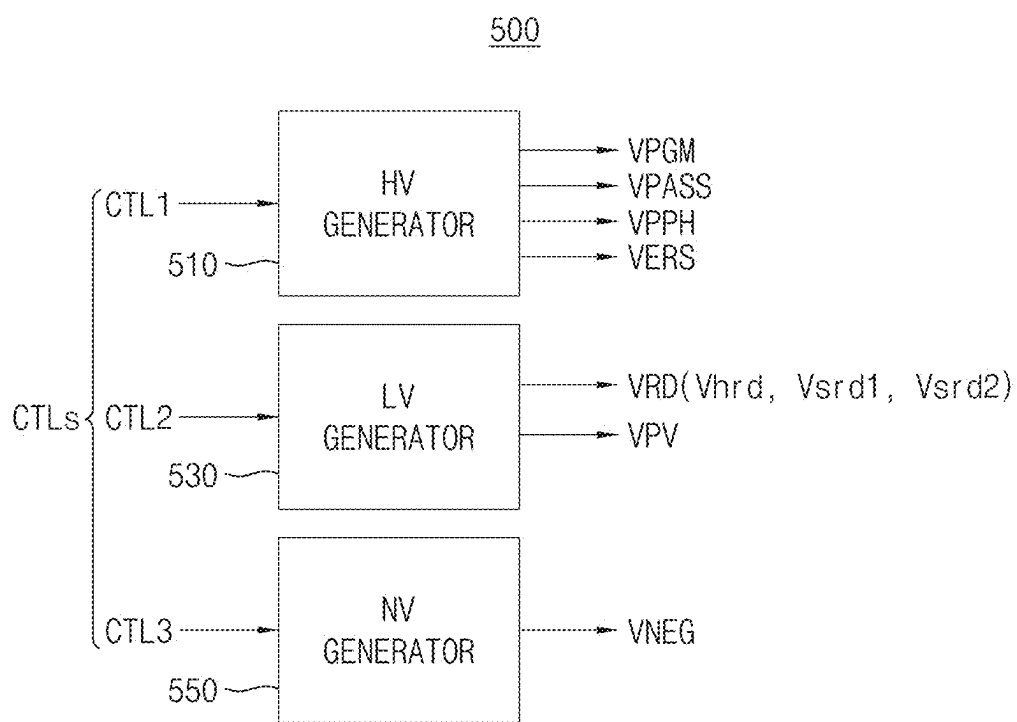 500
CTLs
CTL1
HV
GENERATOR
510
VPGM
VPASS
VPPH
VERS
CTL2
LV
GENERATOR
530
VRD(Vhrd, Vsrd1, Vsrd2)
VPV
CTL3
NV
GENERATOR
550
VNEG